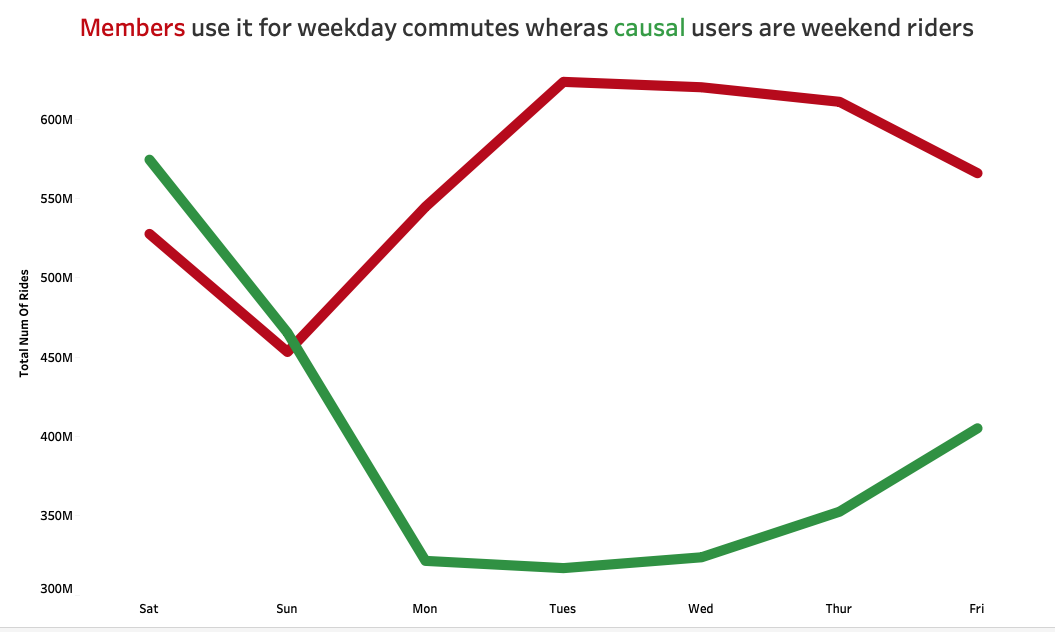 Members use it for weekday commutes wheras causal users are weekend riders
600M
550M
500M
450M
400M
350M
300M
Total Num Of Rides
Sat Sun Mon Tues Wed Thur Fri